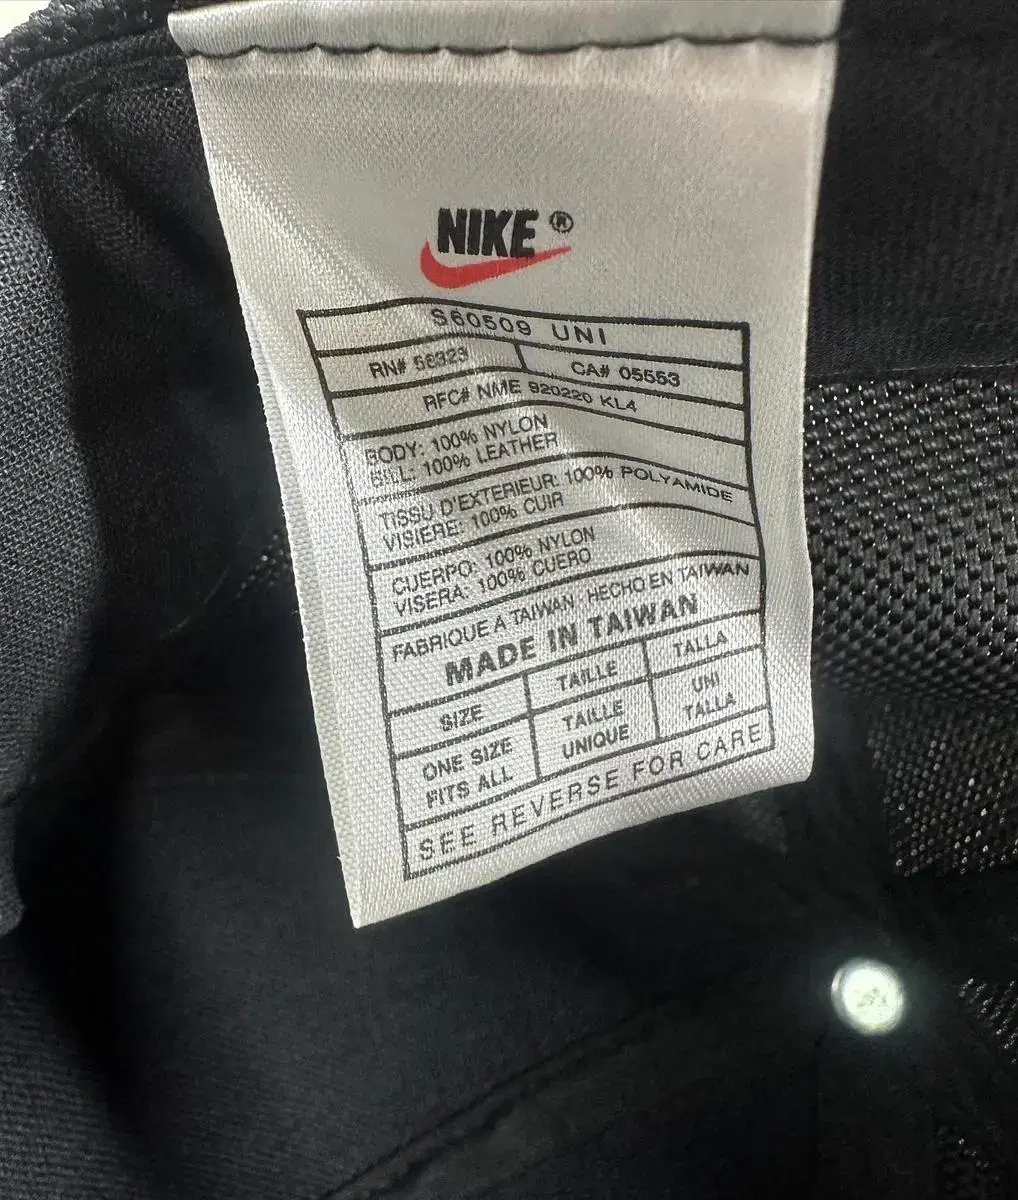 NIKE ®
S60509 UNI
RN# 56323 CA# 05553
RFC# NME 920220 KL4
BODY: 100% NYLON
BILL: 100% LEATHER
TISSU D'EXTERIEUR: 100% POLYAMIDE
VISIERE: 100% CUIR
CUERPO: 100% NYLON
VISERA: 100% CUERO
FABRIQUE A TAIWAN HECHO EN TAIWAN
MADE IN TAIWAN
SIZE TAILLE TALLA
ONE SIZE TAILLE UNI
FITS ALL UNIQUE TALLA
SEE REVERSE FOR CARE